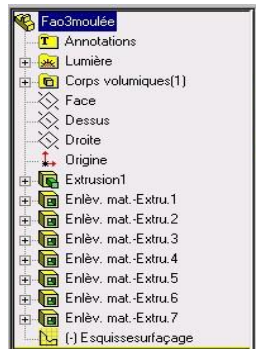 Fao3moulée
Annotations
Lumière
Corps volumiques(1)
Face
Dessus
Droite
Origine
Extrusion1
Enlèv. mat.-Extru.1
Enlèv. mat.-Extru.2
Enlèv. mat.-Extru.3
Enlèv. mat.-Extru.4
Enlèv. mat.-Extru.5
Enlèv. mat.-Extru.6
Enlèv. mat.-Extru.7
(-) Esquissesurfaçage